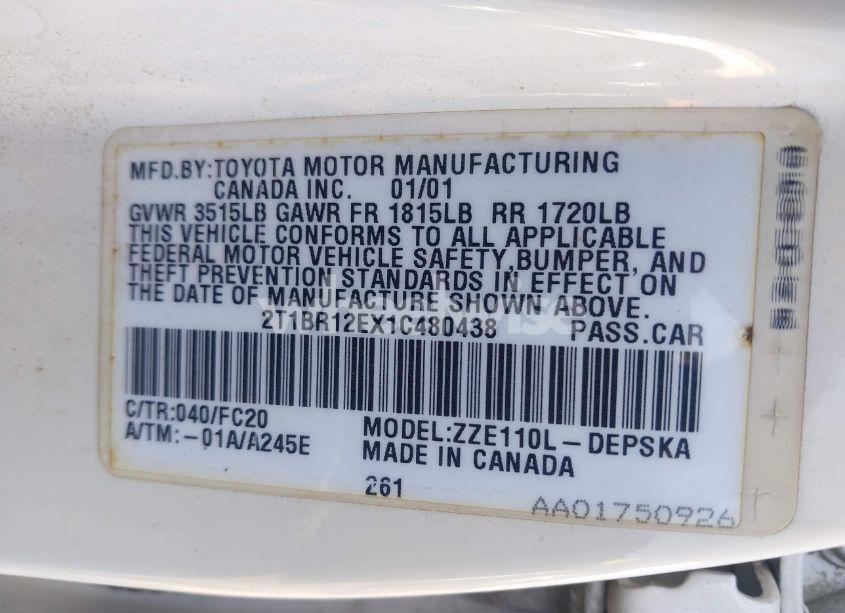 MFD.BY:TOYOTA MOTOR MANUFACTURING
CANADA INC. 01/01
GVWR 3515LB GAWR FR 1815LB RR 1720LB
THIS VEHICLE CONFORMS TO ALL APPLICABLE
FEDERAL MOTOR VEHICLE SAFETY,BUMPER, AND
THEFT PREVENTION STANDARDS IN EFFECT ON
THE DATE OF MANUFACTURE SHOWN ABOVE.
2T1BR12EX1C480438 PASS.CAR
C/TR:040/FC20
A/TM:-01A/A245E
MODEL:ZZE110L-DEPSKA
MADE IN CANADA
261
AA01750926